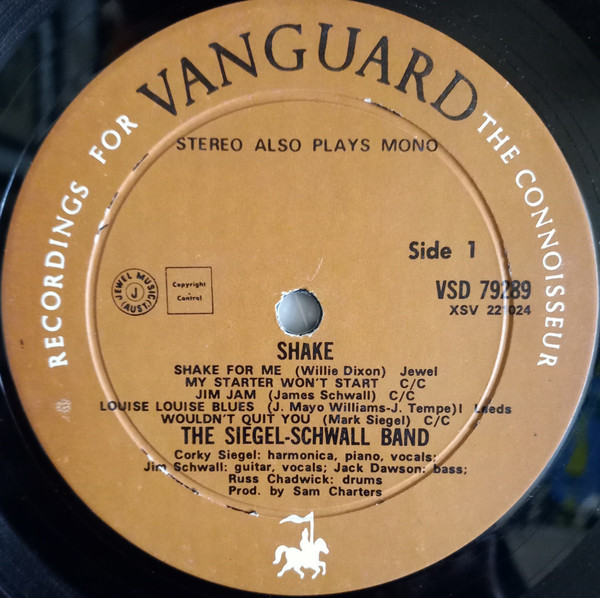 RECORDINGS FOR VANGUARD THE CONNOISSEUR
STEREO ALSO PLAYS MONO
Side 1
JEWEL MUSIC (AUST.) J
Copyright
Control
VSD 79289
XSV 221024
SHAKE
SHAKE FOR ME (Willie Dixon) Jewel
MY STARTER WON'T START C/C
JIM JAM (James Schwall) C/C
LOUISE LOUISE BLUES (J. Mayo Williams-J. Tempe)I Leeds
WOULDN'T QUIT YOU (Mark Siegel) C/C
THE SIEGEL-SCHWALL BAND
Corky Siegel: harmonica, piano, vocals;
Jim Schwall: guitar, vocals; Jack Dawson: bass;
Russ Chadwick: drums
Prod. by Sam Charters